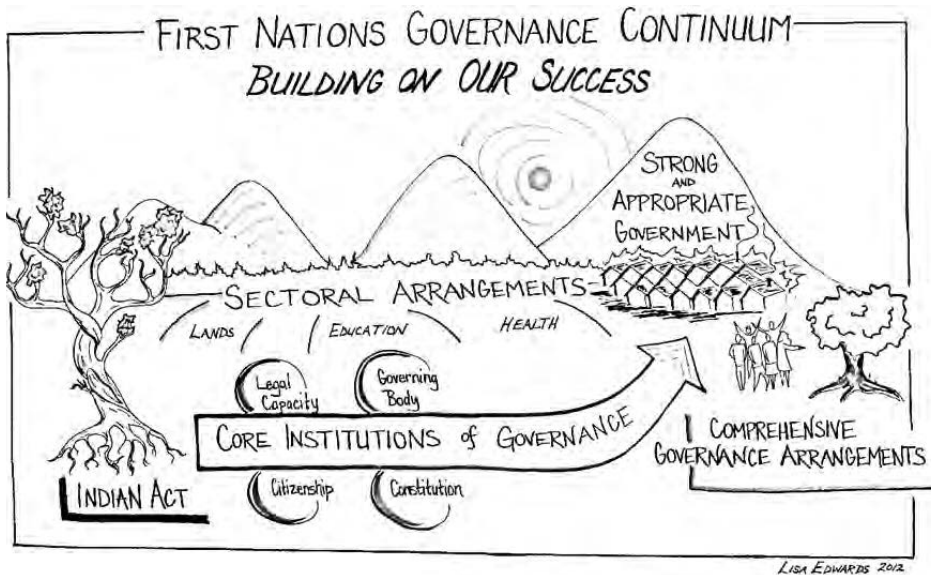 FIRST NATIONS GOVERNANCE CONTINUUM
BUILDING ON OUR SUCCESS
STRONG
AND
APPROPRIATE
GOVERNMENT
SECTORAL ARRANGEMENTS
LANDS
EDUCATION
HEALTH
Legal
Capacity
Governing
Body
CORE INSTITUTIONS of GOVERNANCE
Citizenship
Constitution
INDIAN ACT
COMPREHENSIVE
GOVERNANCE ARRANGEMENTS
LISA EDWARDS 2012